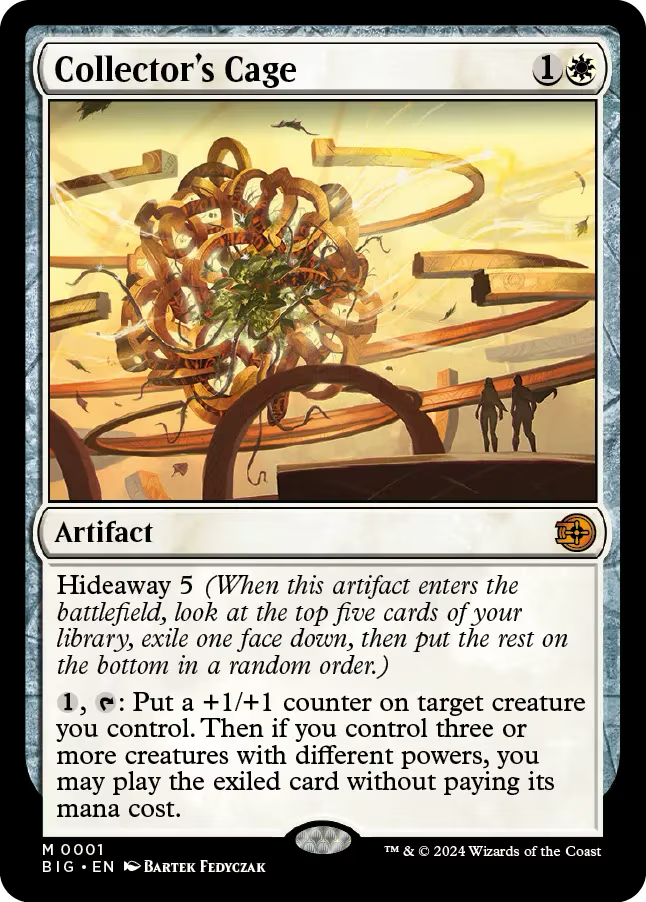 Collector's Cage 1
Artifact
Hideaway 5 (When this artifact enters the
battlefield, look at the top five cards of your
library, exile one face down, then put the rest on
the bottom in a random order.)
1, : Put a +1/+1 counter on target creature
you control. Then if you control three or
more creatures with different powers, you
may play the exiled card without paying its
mana cost.
M 0001
BIG • EN Bartek Fedyczak
™ & © 2024 Wizards of the Coast